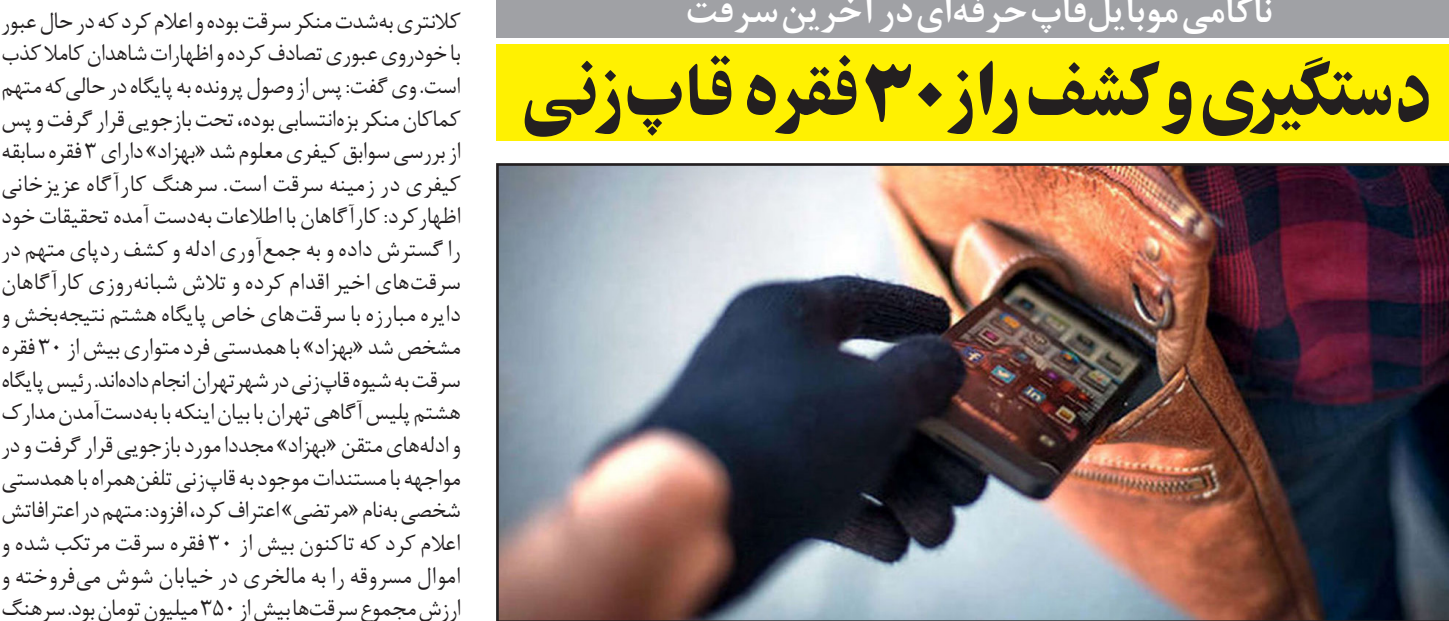 ناکامی موبایل‌قاپ حرفه‌ای در آخرین سرقت
دستگیری و کشف راز ۳۰ فقره قاپ‌زنی
کلانتری به‌شدت منکر سرقت بوده و اعلام کرد که در حال عبور
با خودروی عبوری تصادف کرده و اظهارات شاهدان کاملا کذب
است. وی گفت: پس از وصول پرونده به پایگاه در حالی که متهم
کماکان منکر بزه‌انتسابی بوده، تحت بازجویی قرار گرفت و پس
از بررسی سوابق کیفری معلوم شد «بهزاد» دارای ۳ فقره سابقه
کیفری در زمینه سرقت است. سرهنگ کارآگاه عزیزخانی
اظهار کرد: کارآگاهان با اطلاعات به‌دست آمده تحقیقات خود
را گسترش داده و به جمع‌آوری ادله و کشف ردپای متهم در
سرقت‌های اخیر اقدام کرده و تلاش شبانه‌روزی کارآگاهان
دایره مبارزه با سرقت‌های خاص پایگاه هشتم نتیجه‌بخش و
مشخص شد «بهزاد» با همدستی فرد متواری بیش از ۳۰ فقره
سرقت به شیوه قاپ‌زنی در شهر تهران انجام داده‌اند. رئیس پایگاه
هشتم پلیس آگاهی تهران با بیان اینکه با به‌دست‌آمدن مدارک
و ادله‌های متقن «بهزاد» مجددا مورد بازجویی قرار گرفت و در
مواجهه با مستندات موجود به قاپ‌زنی تلفن‌همراه با همدستی
شخصی به‌نام «مرتضی» اعتراف کرد، افزود: متهم در اعترافاتش
اعلام کرد که تاکنون بیش از ۳۰ فقره سرقت مرتکب شده و
اموال مسروقه را به مالخری در خیابان شوش می‌فروخته و
ارزش مجموع سرقت‌ها بیش از ۳۵۰ میلیون تومان بود. سرهنگ